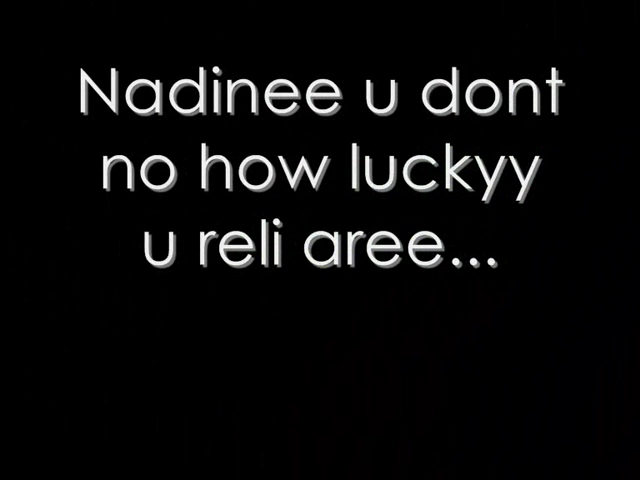 Nadinee u dont
no how luckyy
u reli aree...